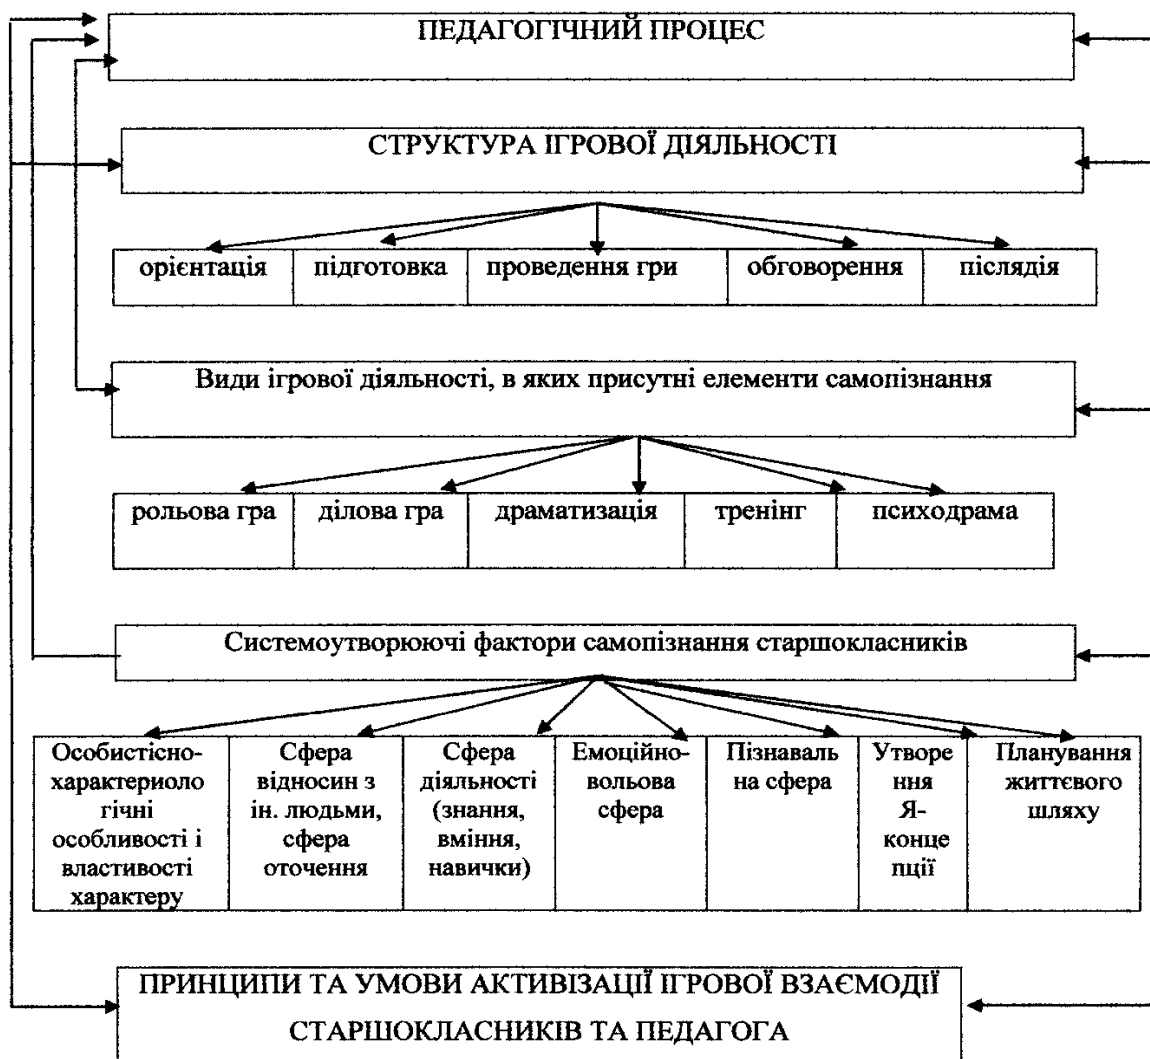 ПЕДАГОГІЧНИЙ ПРОЦЕС
СТРУКТУРА ІГРОВОЇ ДІЯЛЬНОСТІ
орієнтація
підготовка
проведення гри
обговорення
післядія
Види ігрової діяльності, в яких присутні елементи самопізнання
рольова гра
ділова гра
драматизація
тренінг
психодрама
Системоутворюючі фактори самопізнання старшокласників
Особистісно-
характериоло
гічні
особливості і
властивості
характеру
Сфера
відносин з
ін. людьми,
сфера
оточення
Сфера
діяльності
(знання,
вміння,
навички)
Емоційно-
вольова
сфера
Пізнаваль
на сфера
Утворе
ння
Я-
конце
пції
Планування
життєвого
шляху
ПРИНЦИПИ ТА УМОВИ АКТИВІЗАЦІЇ ІГРОВОЇ ВЗАЄМОДІЇ
СТАРШОКЛАСНИКІВ ТА ПЕДАГОГА